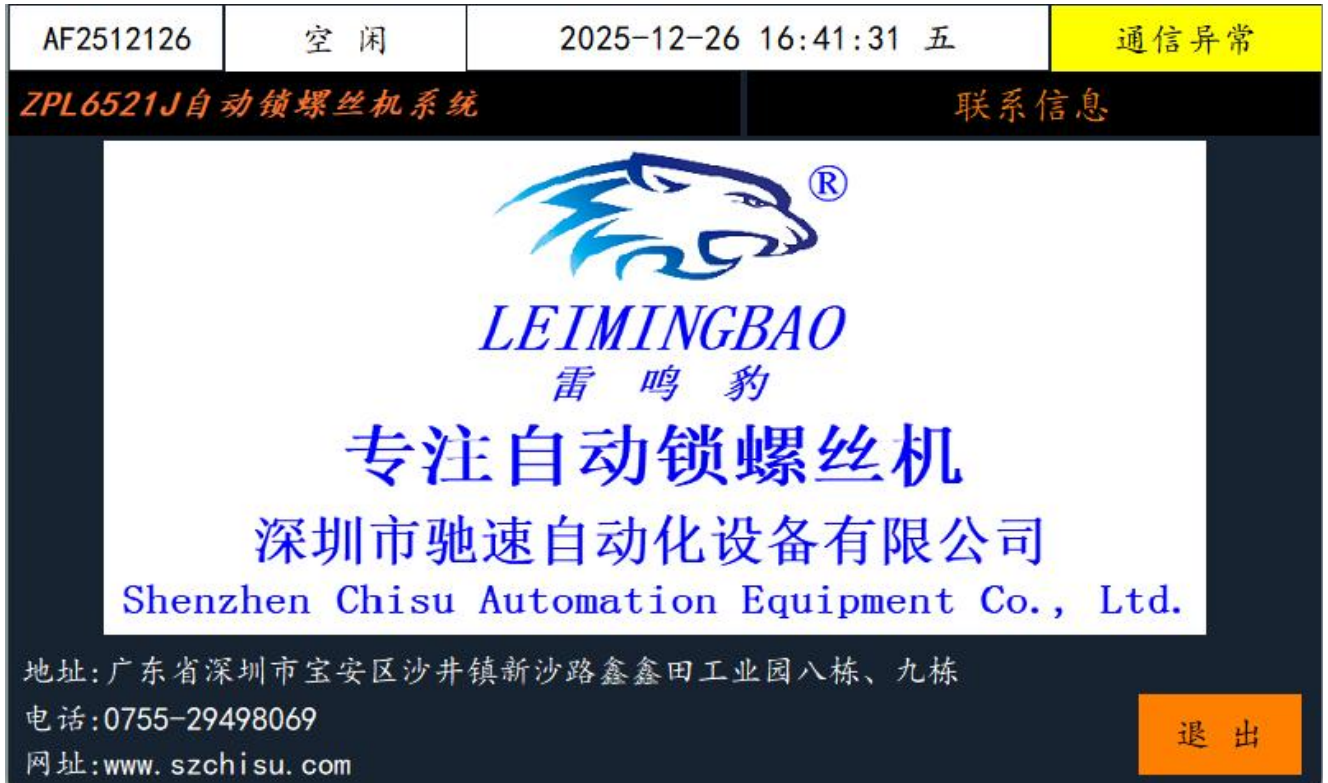 AF2512126 空 闲 2025-12-26 16:41:31 五 通信异常
ZPL6521J自动锁螺丝机系统 联系信息
®
LEIMINGBAO
雷 鸣 豹
专注自动锁螺丝机
深圳市驰速自动化设备有限公司
Shenzhen Chisu Automation Equipment Co., Ltd.
地址:广东省深圳市宝安区沙井镇新沙路鑫鑫田工业园八栋、九栋
电话:0755-29498069
网址:www.szchisu.com
退 出